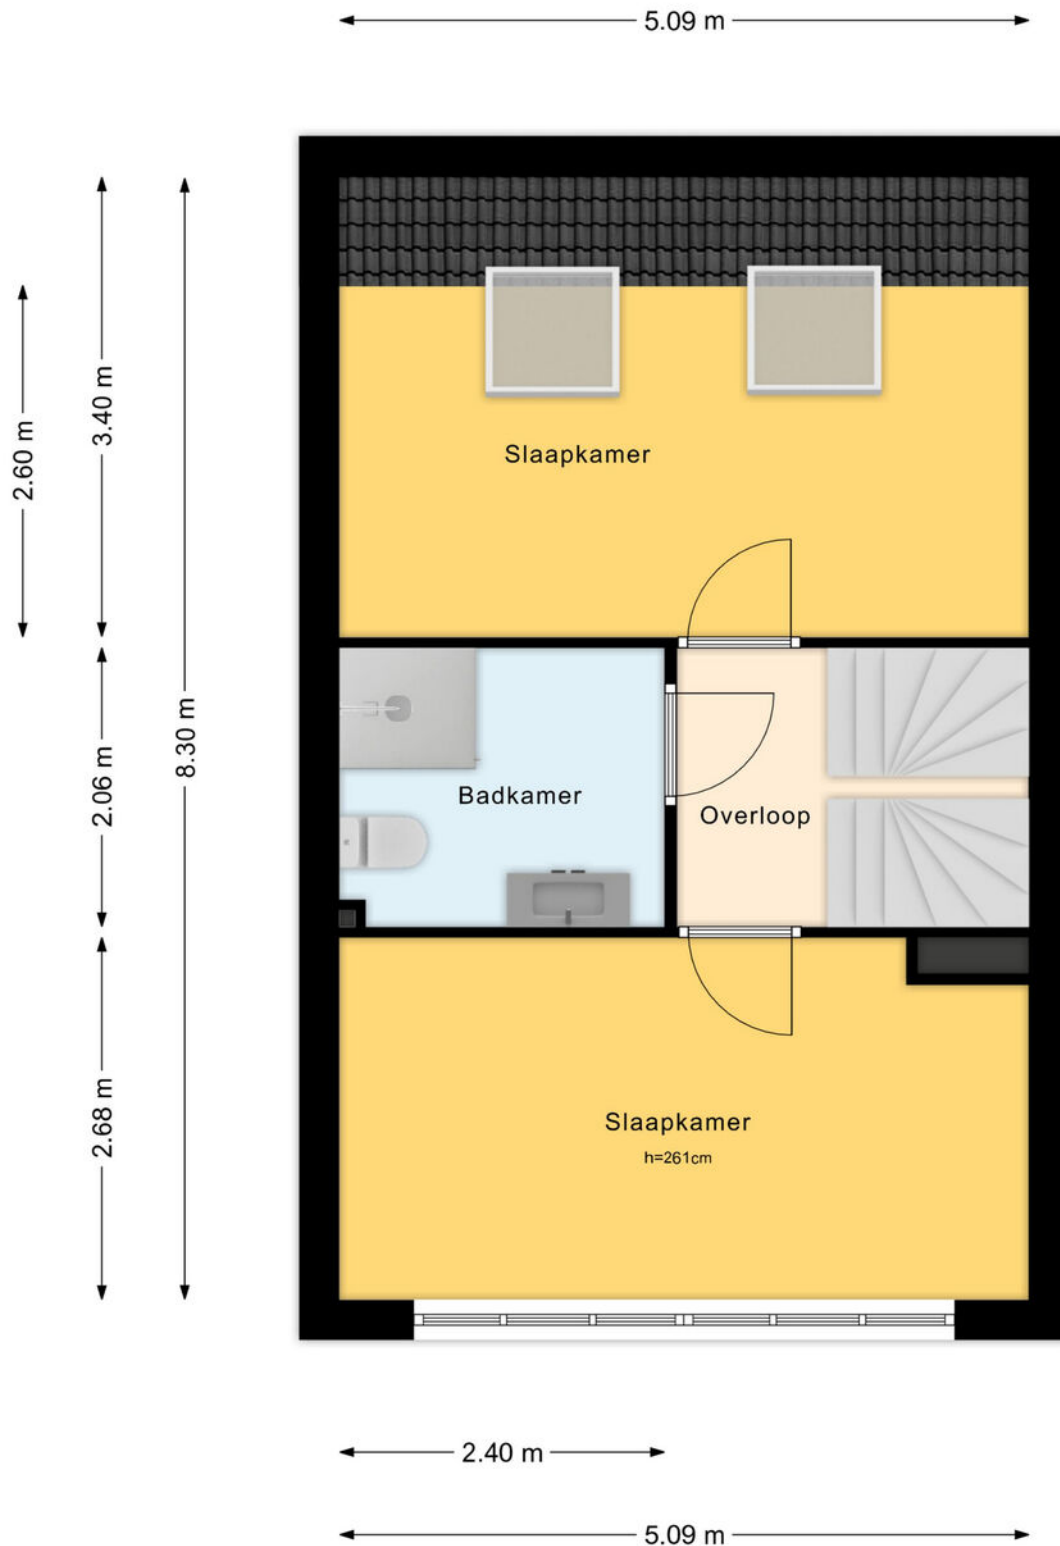 5.09 m
3.40 m
2.60 m
Slaapkamer
8.30 m
2.06 m
Badkamer
Overloop
2.68 m
Slaapkamer
h=261cm
2.40 m
5.09 m